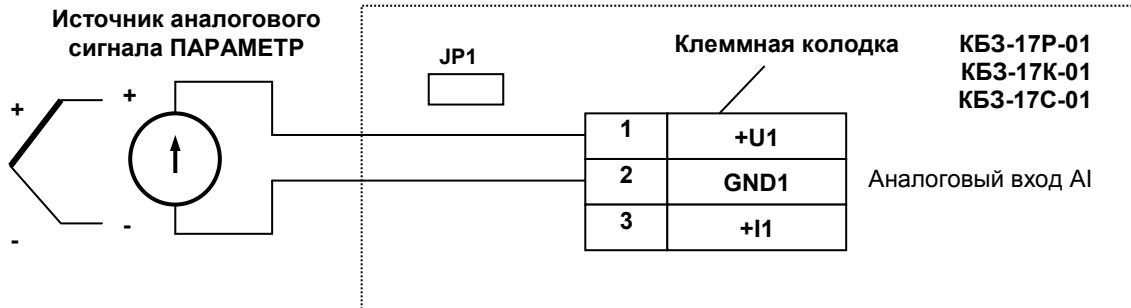 Источник аналогового
сигнала ПАРАМЕТР
JP1
Клеммная колодка
КБЗ-17Р-01
КБЗ-17К-01
КБЗ-17С-01
+
+
-
-
1
+U1
2
GND1
3
+I1
Аналоговый вход AI